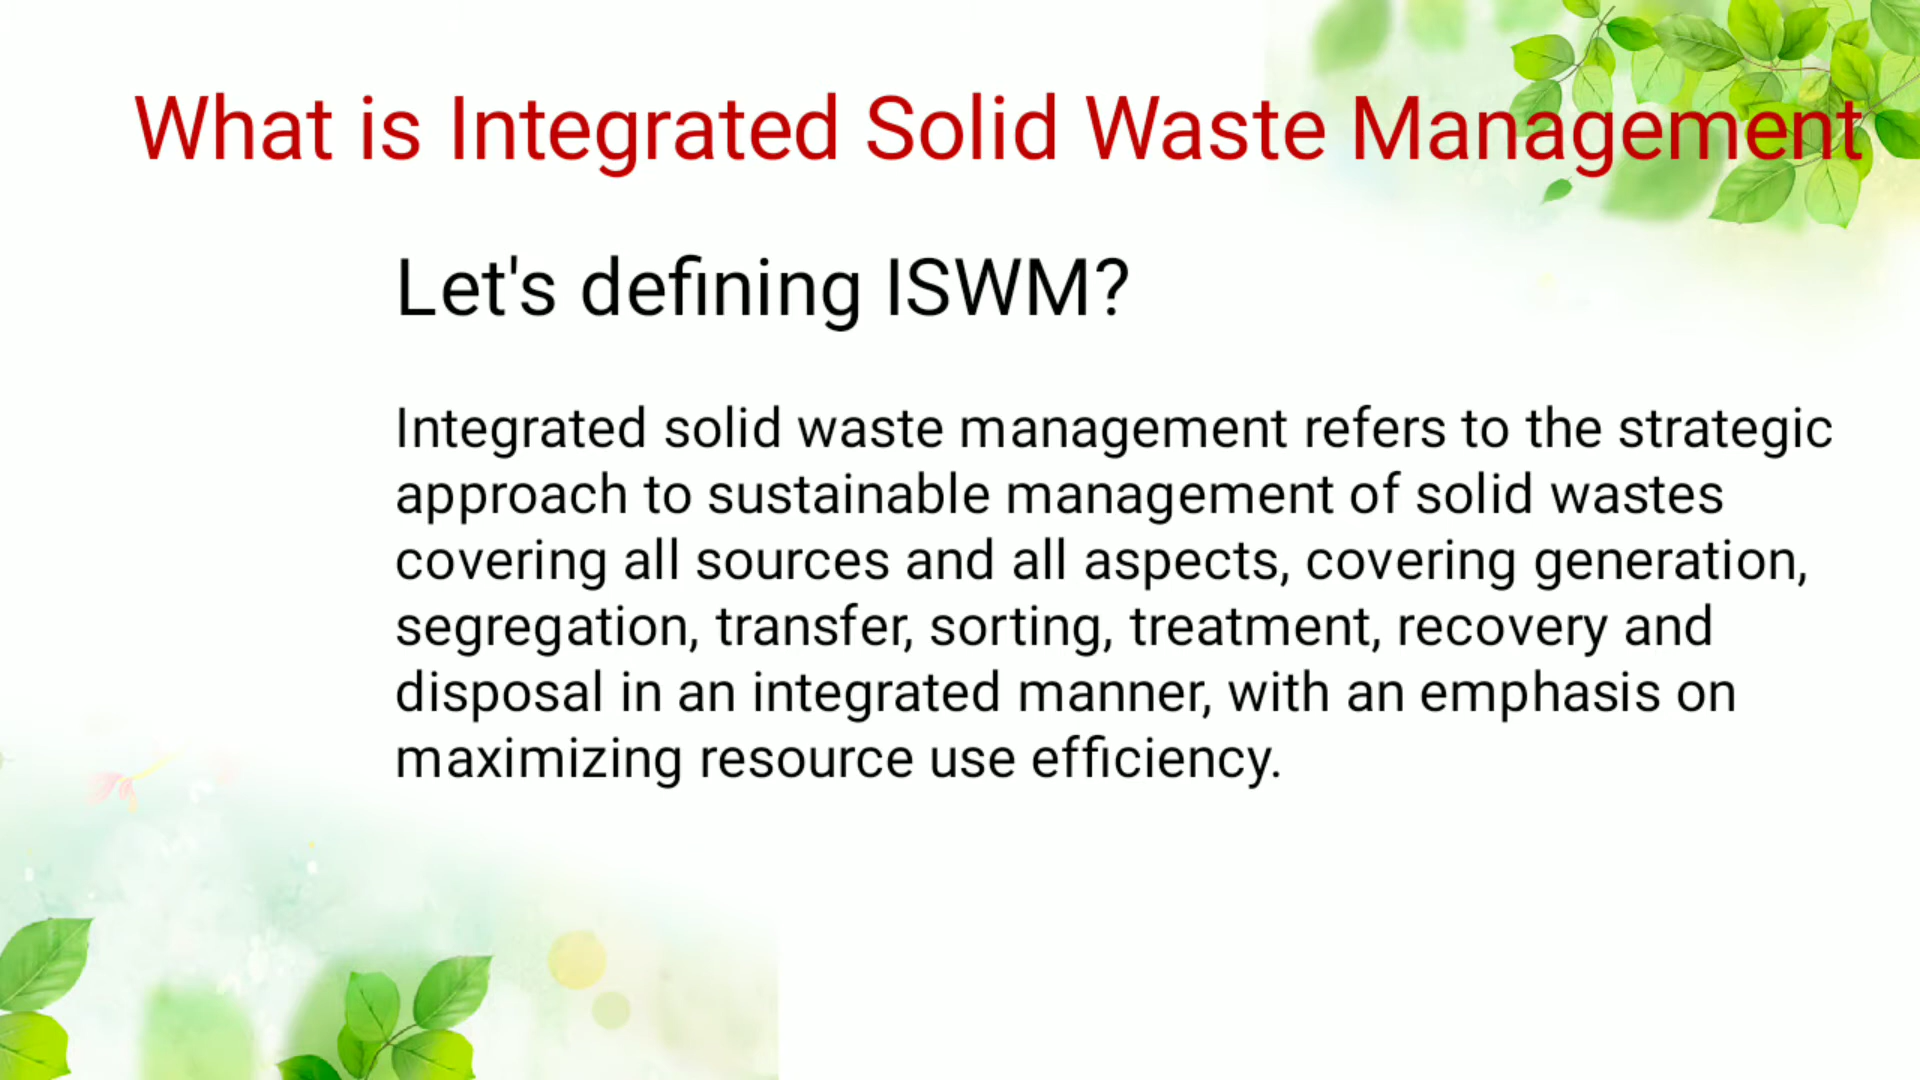 What is Integrated Solid Waste Management
Let's defining ISWM?
Integrated solid waste management refers to the strategic
approach to sustainable management of solid wastes
covering all sources and all aspects, covering generation,
segregation, transfer, sorting, treatment, recovery and
disposal in an integrated manner, with an emphasis on
maximizing resource use efficiency.